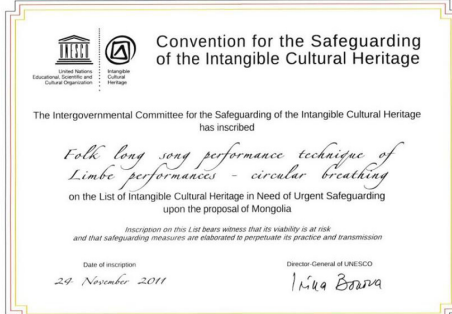 Convention for the Safeguarding
of the Intangible Cultural Heritage
United Nations
Educational, Scientific and
Cultural Organization
Intangible
Cultural
Heritage
The Intergovernmental Committee for the Safeguarding of the Intangible Cultural Heritage
has inscribed
Folk long song performance technique of
Limbe performances - circular breathing
on the List of Intangible Cultural Heritage in Need of Urgent Safeguarding
upon the proposal of Mongolia
Inscription on this List bears witness that its viability is at risk
and that safeguarding measures are elaborated to perpetuate its practice and transmission
Date of inscription
24 November 2011
Director-General of UNESCO
Irina Bokova